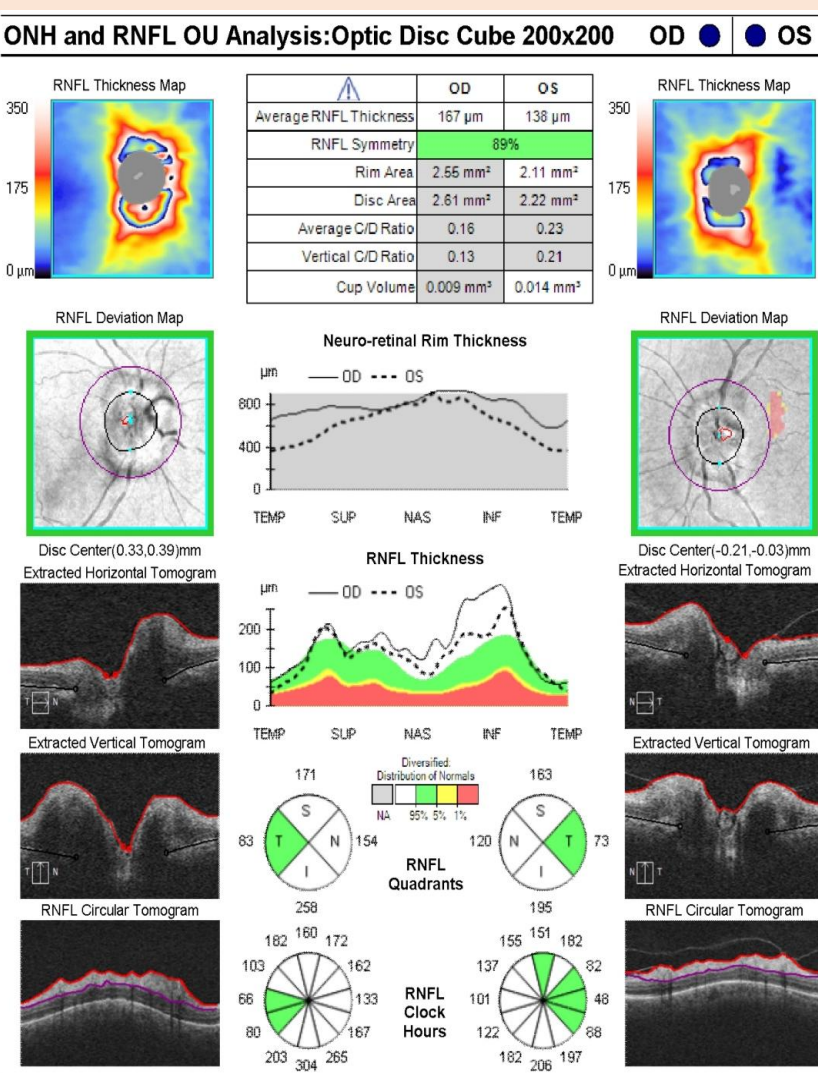 ONH and RNFL OU Analysis:Optic Disc Cube 200x200 OD OS
RNFL Thickness Map
350
175
0 µm
OD OS
Average RNFL Thickness 167 µm 138 µm
RNFL Symmetry 89%
Rim Area 2.55 mm² 2.11 mm²
Disc Area 2.61 mm² 2.22 mm²
Average C/D Ratio 0.16 0.23
Vertical C/D Ratio 0.13 0.21
Cup Volume 0.009 mm³ 0.014 mm³
RNFL Thickness Map
350
175
0 µm
RNFL Deviation Map
Disc Center(0.33,0.39)mm
Neuro-retinal Rim Thickness
µm OD OS
800
400
0
TEMP SUP NAS INF TEMP
RNFL Deviation Map
Disc Center(-0.21,-0.03)mm
Extracted Horizontal Tomogram
T N
RNFL Thickness
µm OD OS
200
100
0
TEMP SUP NAS INF TEMP
Extracted Horizontal Tomogram
N T
Extracted Vertical Tomogram
T N
Diversified:
Distribution of Normals
NA 95% 5% 1%
171
S
83 T N 154
I
258
RNFL
Quadrants
163
S
120 N T 73
I
195
Extracted Vertical Tomogram
N T
RNFL Circular Tomogram
160
182 172
103 162
66 133
80 167
203 265
304
RNFL
Clock
Hours
151
155 182
137 82
101 48
122 88
182 197
206
RNFL Circular Tomogram